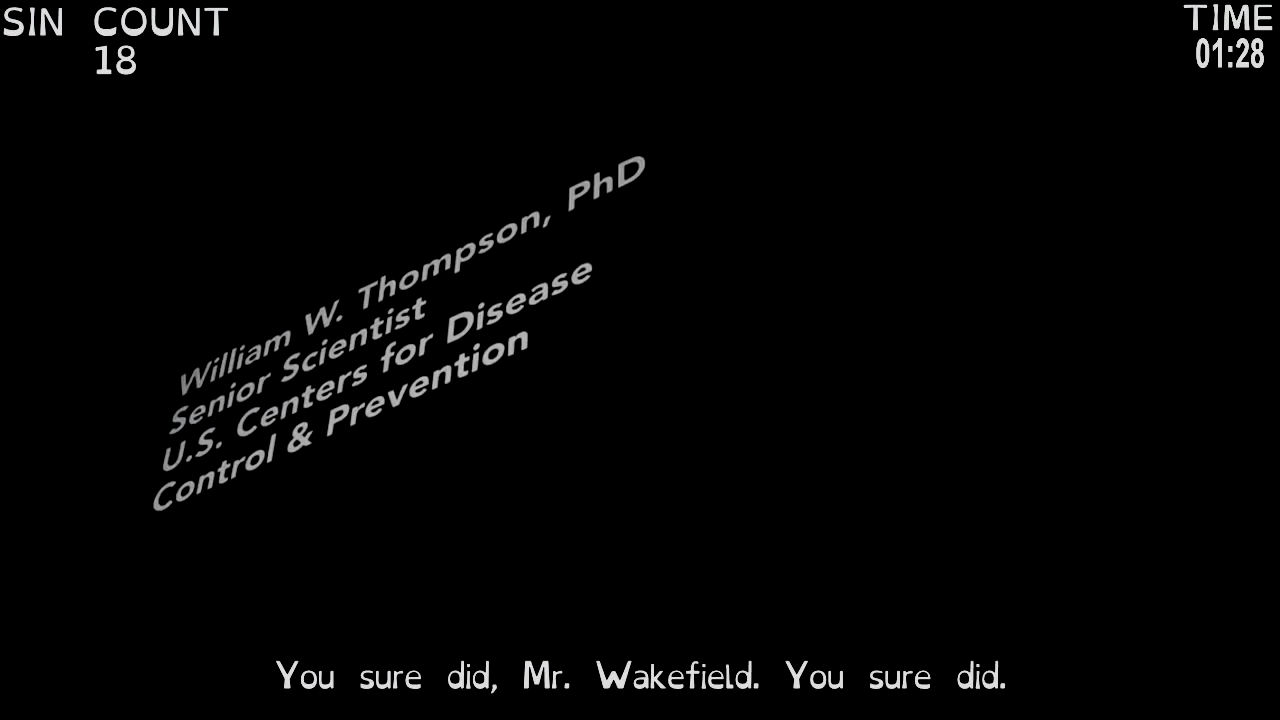 SIN COUNT
18
TIME
01:28
William W. Thompson, PhD
Senior Scientist
U.S. Centers for Disease
Control & Prevention
You sure did, Mr. Wakefield. You sure did.